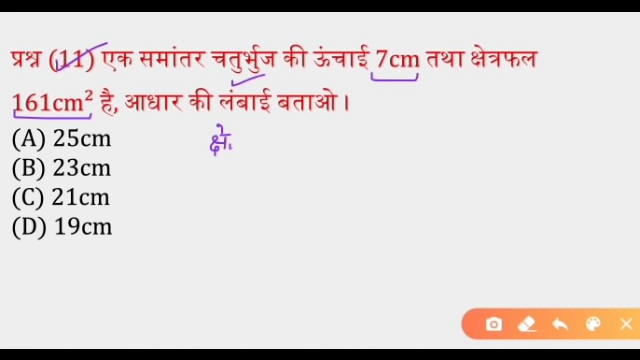 प्रश्न (11) एक समांतर चतुर्भुज की ऊंचाई 7cm तथा क्षेत्रफल
161cm² है, आधार की लंबाई बताओ ।
(A) 25cm
क्षे.
(B) 23cm
(C) 21cm
(D) 19cm